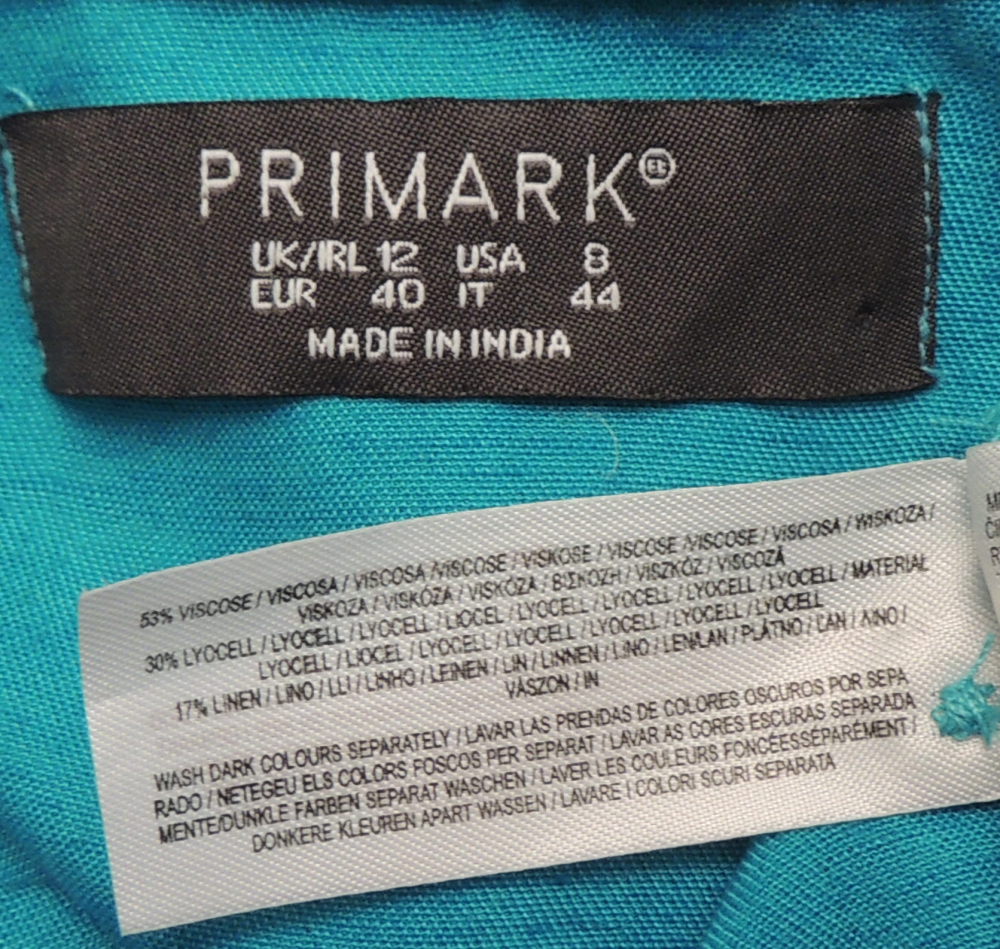 PRIMARK®
UK/IRL 12 USA 8
EUR 40 IT 44
MADE IN INDIA
53% VISCOSE / VISCOSA / VISCOSA /VISCOSE / VISKOSE / VISCOSE /VISCOSE / VISCOSA / WISKOZA /
VISKOZA / VISKÓZA / VISKÓZA / ΒΙΣΚΟΖΗ / VISZKÓZ / VISCOZĂ
30% LYOCELL / LYOCELL / LYOCELL / LIOCEL / LYOCELL / LYOCELL / LYOCELL / LYOCELL / MATERIAŁ
LYOCELL / LIOCEL / LYOCELL / LYOCELL / LYOCELL / LYOCELL / LYOCELL
17% LINEN / LINO / LLI / LINHO / LEINEN / LIN / LINNEN / LINO / LEN/LAN / PLÁTNO / ĽAN / ΛΙΝΟ /
VÁSZON / IN
WASH DARK COLOURS SEPARATELY / LAVAR LAS PRENDAS DE COLORES OSCUROS POR SEPA
RADO / NETEGEU ELS COLORS FOSCOS PER SEPARAT / LAVAR AS CORES ESCURAS SEPARADA
MENTE/DUNKLE FARBEN SEPARAT WASCHEN / LAVER LES COULEURS FONCÉESSÉPARÉMENT /
DONKERE KLEUREN APART WASSEN / LAVARE I COLORI SCURI SEPARATA